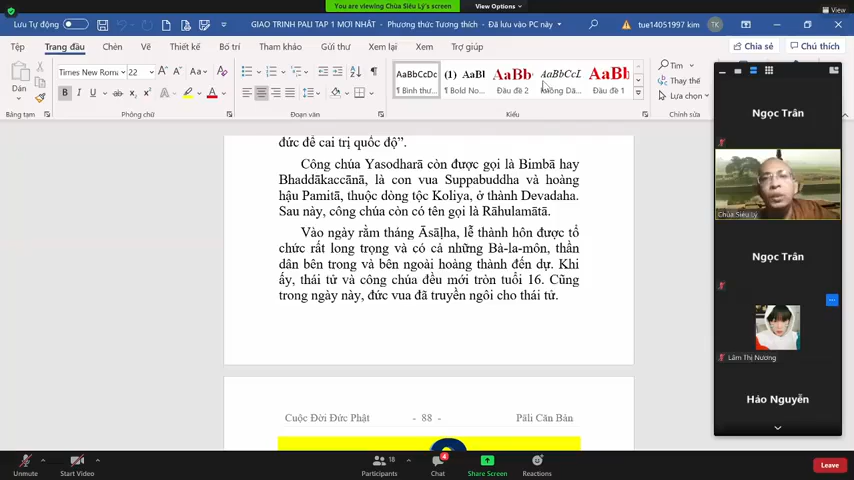 You are viewing Chùa Siêu Lý's screen
View Options
View
Lưu Tự động
GIAO TRINH PALI TAP 1 MƠI NHẤT - Phương thức Tương thích • Đã lưu vào PC này
tue14051997 kim
TK
Tệp
Trang đầu
Chèn
Vẽ
Thiết kế
Bố trí
Tham khảo
Thư
Xem lại
Xem
Trợ giúp
Chia sẻ
Chú thích
Dán
Times New Roma
22
AaBbCcDc
(1) AaBl
AaBb
AaBbCcL
AaBb
Tìm
Thay thế
Lựa chọn
¶ Bình thư...
¶ Bold No...
Đầu đề 2
Đầu đề 1
Bảng tạm
Phông chữ
Kiểu
Chỉnh sửa
đức để cai trị quốc độ”.
Công chúa Yasodharā còn được gọi là Bimbā hay
Bhaddākaccānā, là con vua Suppabuddha và hoàng
hậu Pamitā, thuộc dòng tộc Koliya, ở thành Devadaha.
Sau này, công chúa còn có tên gọi là Rāhulamātā.
Vào ngày rằm tháng Āsāḷha, lễ thành hôn được tổ
chức rất long trọng và có cả những Bà-la-môn, thần
dân bên trong và bên ngoài hoàng thành đến dự. Khi
ấy, thái tử và công chúa đều mới tròn tuổi 16. Cũng
trong ngày này, đức vua đã truyền ngôi cho thái tử.
Cuộc Đời Đức Phật
- 88 -
Pāli Căn Bản
Ngọc Trân
Chùa Siêu Lý
Ngọc Trân
Lâm Thị Nương
Hảo Nguyễn
Unmute
Start Video
18
Participants
4
Chat
Share Screen
Reactions
Leave